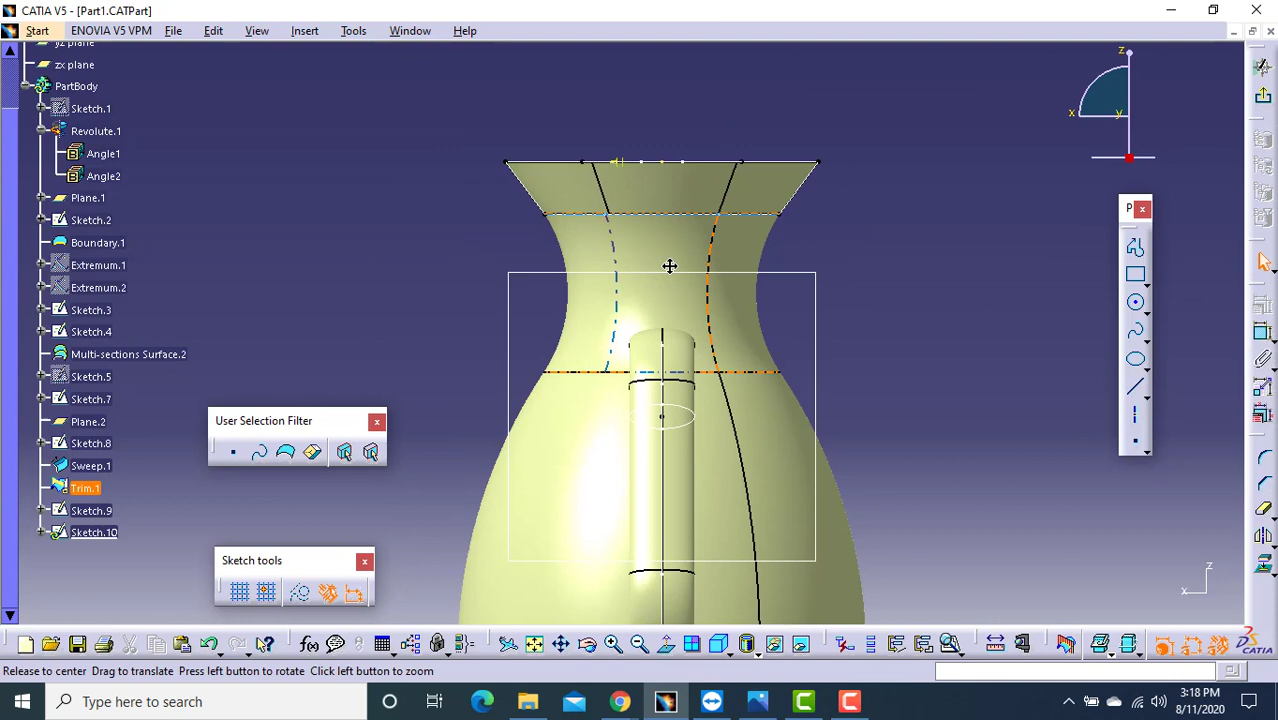 CATIA V5 - [Part1.CATPart]
Start ENOVIA V5 VPM File Edit View Insert Tools Window Help
yz plane
zx plane
PartBody
Sketch.1
Revolute.1
Angle1
Angle2
Plane.1
Sketch.2
Boundary.1
Extremum.1
Extremum.2
Sketch.3
Sketch.4
Multi-sections Surface.2
Sketch.5
Sketch.7
Plane.2
Sketch.8
Sweep.1
Trim.1
Sketch.9
Sketch.10
User Selection Filter
Sketch tools
z
x
y
P
z
x
f(x)
CATIA
Release to center Drag to translate Press left button to rotate Click left button to zoom
Type here to search
3:18 PM
8/11/2020